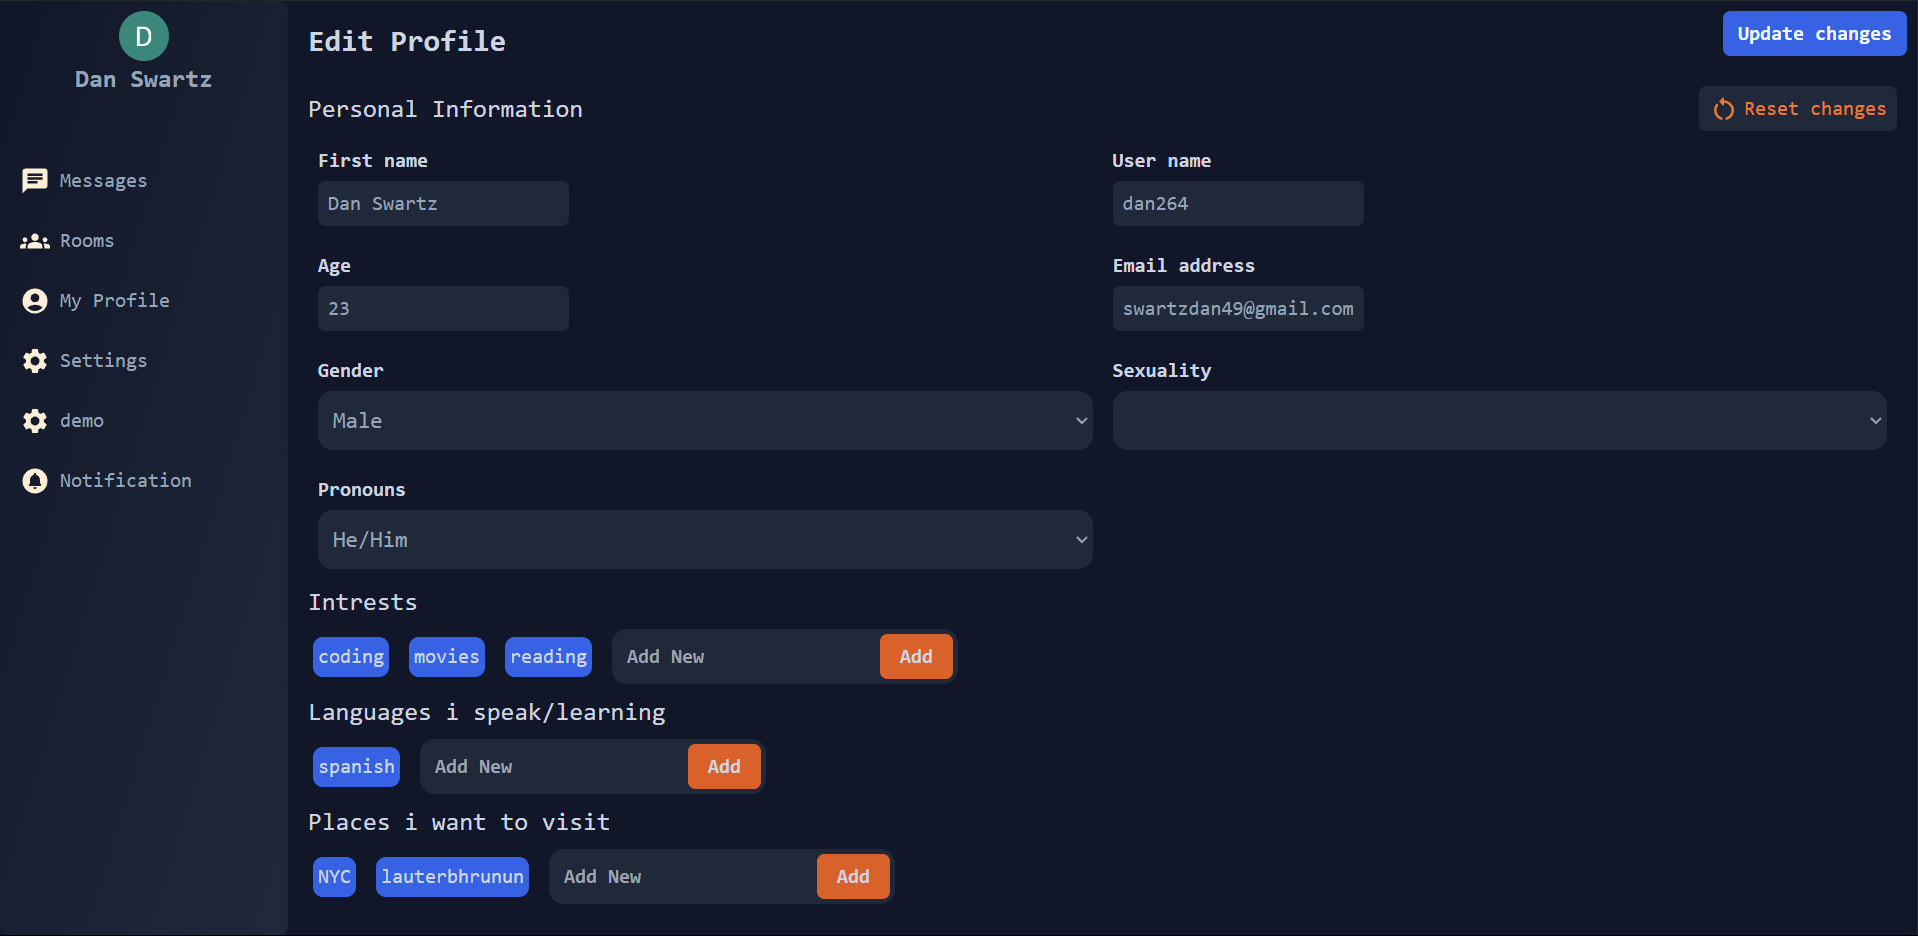 D
Dan Swartz
Messages
Rooms
My Profile
Settings
demo
Notification
Edit Profile
Update changes
Personal Information
Reset changes
First name
User name
Dan Swartz
dan264
Age
Email address
23
swartzdan49@gmail.com
Gender
Sexuality
Male
Pronouns
He/Him
Intrests
coding movies reading Add New Add
Languages i speak/learning
spanish Add New Add
Places i want to visit
NYC lauterbhrunun Add New Add